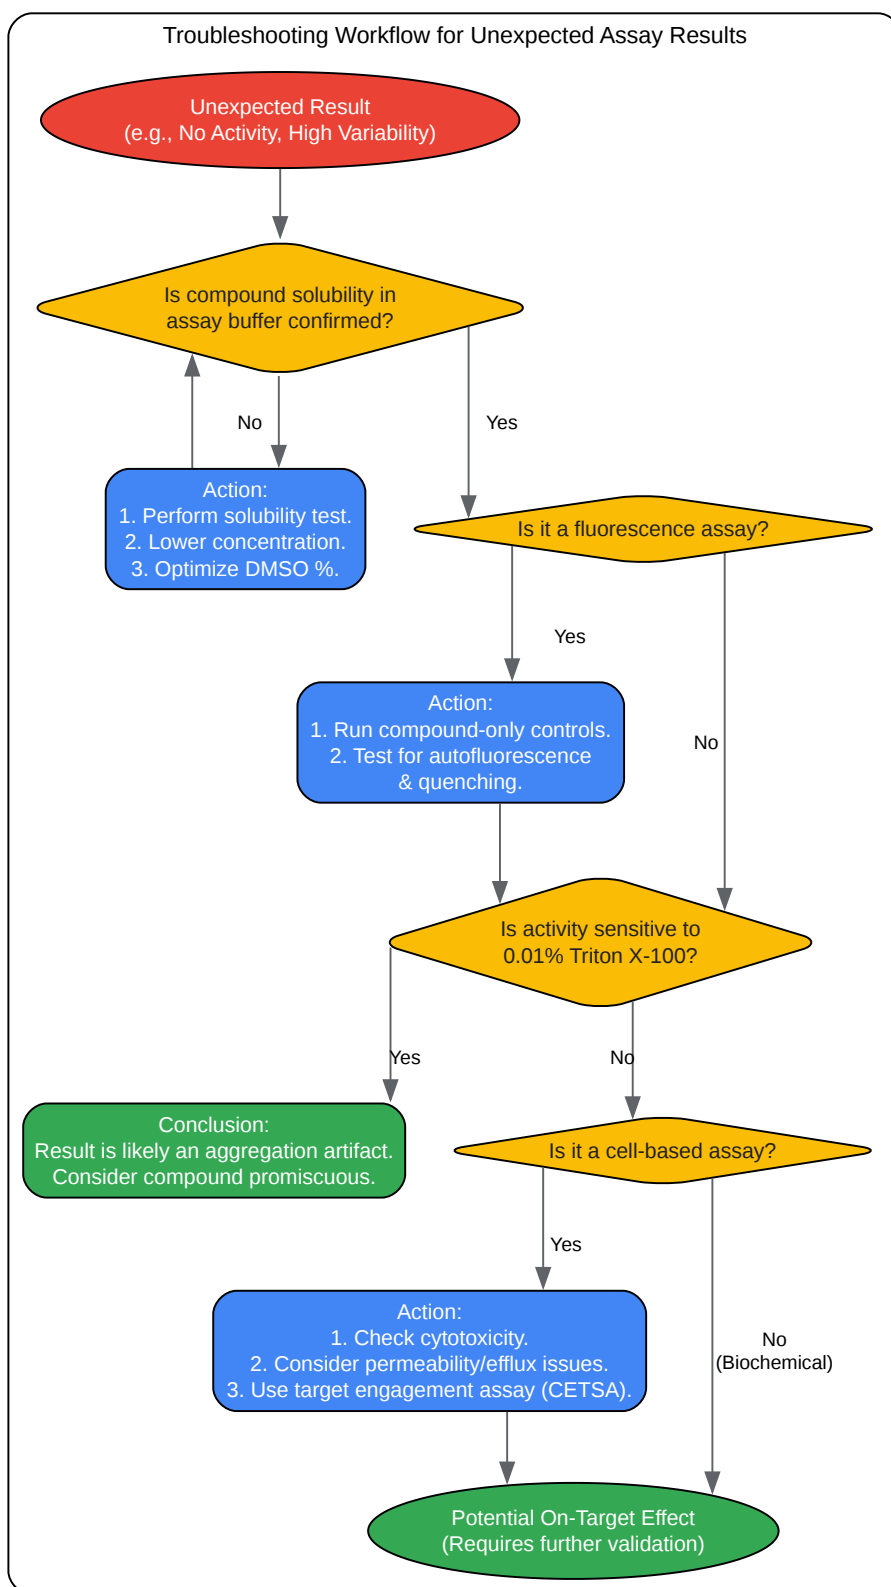 Troubleshooting Workflow for Unexpected Assay Results
Unexpected Result
(e.g., No Activity, High Variability)
Is compound solubility in
assay buffer confirmed?
No
Yes
Action:
1. Perform solubility test.
2. Lower concentration.
3. Optimize DMSO %.
Is it a fluorescence assay?
Yes
No
Action:
1. Run compound-only controls.
2. Test for autofluorescence
& quenching.
Is activity sensitive to
0.01% Triton X-100?
Yes
No
Conclusion:
Result is likely an aggregation artifact.
Consider compound promiscuous.
Is it a cell-based assay?
Yes
No
(Biochemical)
Action:
1. Check cytotoxicity.
2. Consider permeability/efflux issues.
3. Use target engagement assay (CETSA).
Potential On-Target Effect
(Requires further validation)